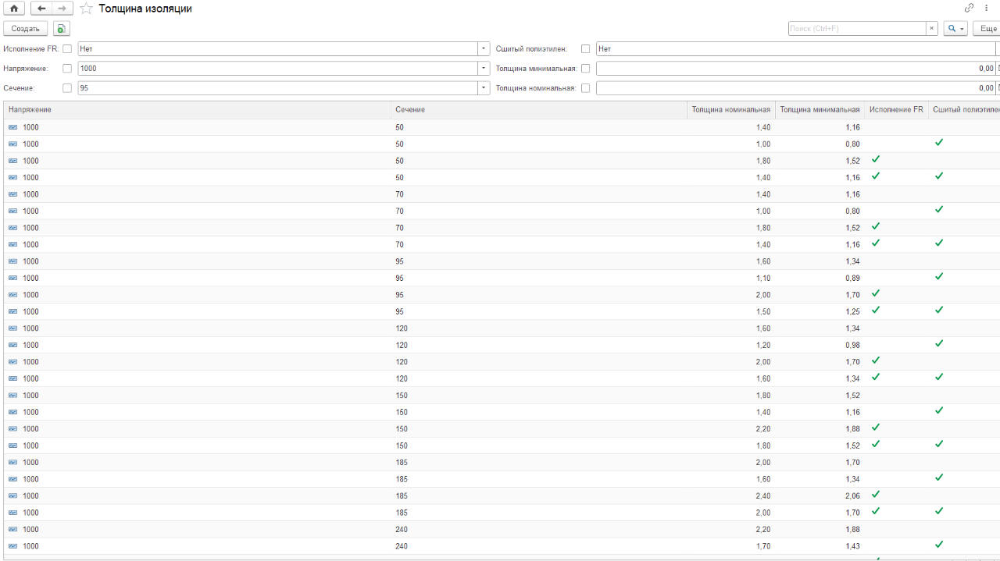 Толщина изоляции
Создать Поиск (Ctrl+F) × Еще
Исполнение FR: Нет Сшитый полиэтилен: Нет
Напряжение: 1000 Толщина минимальная: 0,00
Сечение: 95 Толщина номинальная: 0,00
Напряжение Сечение Толщина номинальная Толщина минимальная Исполнение FR Сшитый полиэтилен
1000 50 1,40 1,16
1000 50 1,00 0,80
1000 50 1,80 1,52
1000 50 1,40 1,16
1000 70 1,40 1,16
1000 70 1,00 0,80
1000 70 1,80 1,52
1000 70 1,40 1,16
1000 95 1,60 1,34
1000 95 1,10 0,89
1000 95 2,00 1,70
1000 95 1,50 1,25
1000 120 1,60 1,34
1000 120 1,20 0,98
1000 120 2,00 1,70
1000 120 1,60 1,34
1000 150 1,80 1,52
1000 150 1,40 1,16
1000 150 2,20 1,88
1000 150 1,80 1,52
1000 185 2,00 1,70
1000 185 1,60 1,34
1000 185 2,40 2,06
1000 185 2,00 1,70
1000 240 2,20 1,88
1000 240 1,70 1,43